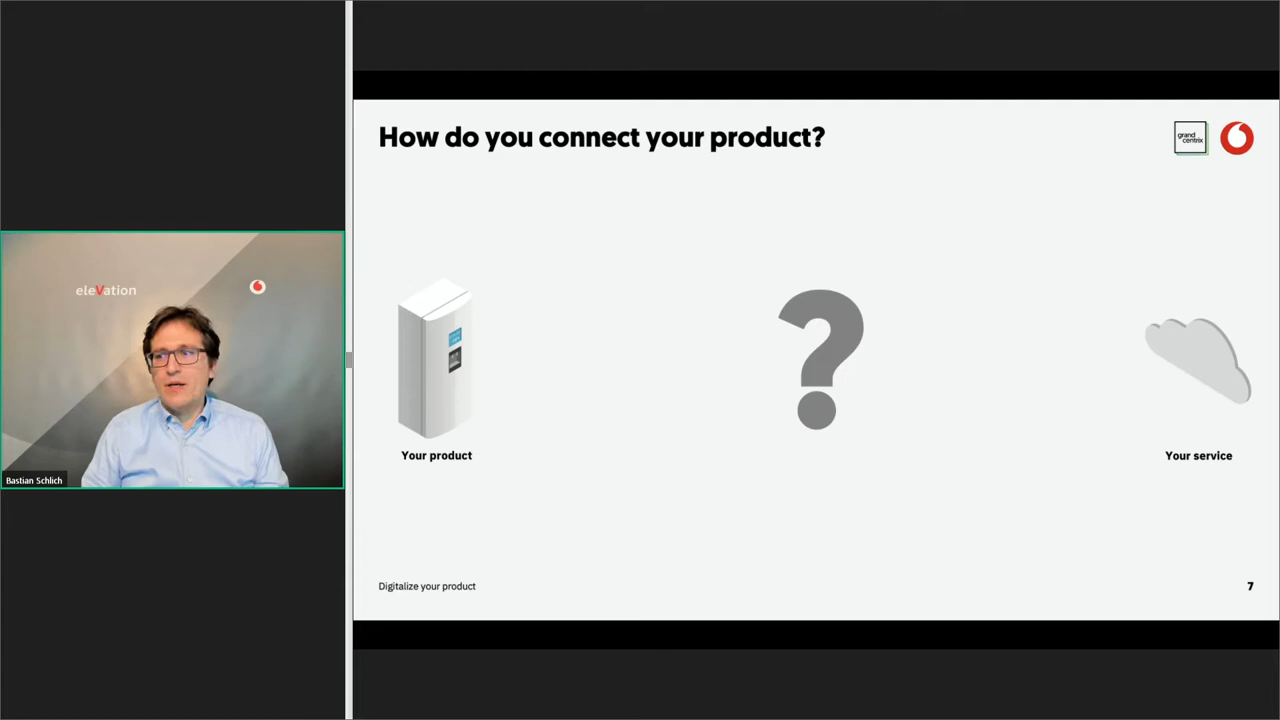 How do you connect your product?
grand
centrix
eleVation
Bastian Schlich
Your product
Your service
Digitalize your product
7